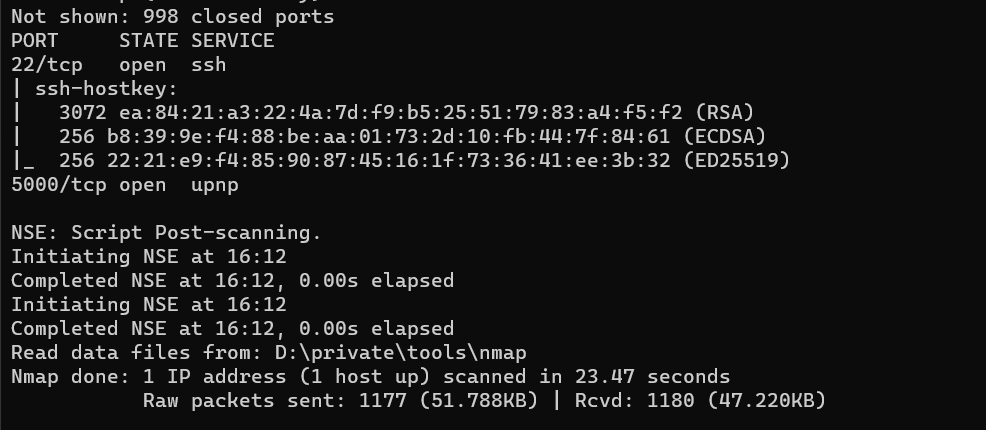 Not shown: 998 closed ports
PORT     STATE SERVICE
22/tcp   open  ssh
| ssh-hostkey:
|   3072 ea:84:21:a3:22:4a:7d:f9:b5:25:51:79:83:a4:f5:f2 (RSA)
|   256 b8:39:9e:f4:88:be:aa:01:73:2d:10:fb:44:7f:84:61 (ECDSA)
|_  256 22:21:e9:f4:85:90:87:45:16:1f:73:36:41:ee:3b:32 (ED25519)
5000/tcp open  upnp

NSE: Script Post-scanning.
Initiating NSE at 16:12
Completed NSE at 16:12, 0.00s elapsed
Initiating NSE at 16:12
Completed NSE at 16:12, 0.00s elapsed
Read data files from: D:\private\tools\nmap
Nmap done: 1 IP address (1 host up) scanned in 23.47 seconds
           Raw packets sent: 1177 (51.788KB) | Rcvd: 1180 (47.220KB)